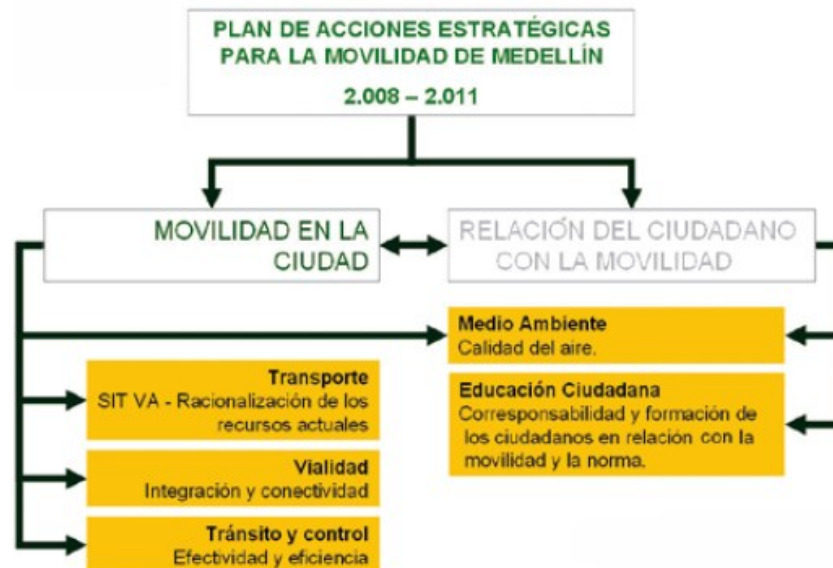 PLAN DE ACCIONES ESTRATÉGICAS
PARA LA MOVILIDAD DE MEDELLÍN
2.008 – 2.011
MOVILIDAD EN LA
CIUDAD
RELACIÓN DEL CIUDADANO
CON LA MOVILIDAD
Medio Ambiente
Calidad del aire.
Transporte
SIT VA - Racionalización de los
recursos actuales
Educación Ciudadana
Corresponsabilidad y formación de
los ciudadanos en relación con la
movilidad y la norma.
Vialidad
Integración y conectividad
Tránsito y control
Efectividad y eficiencia